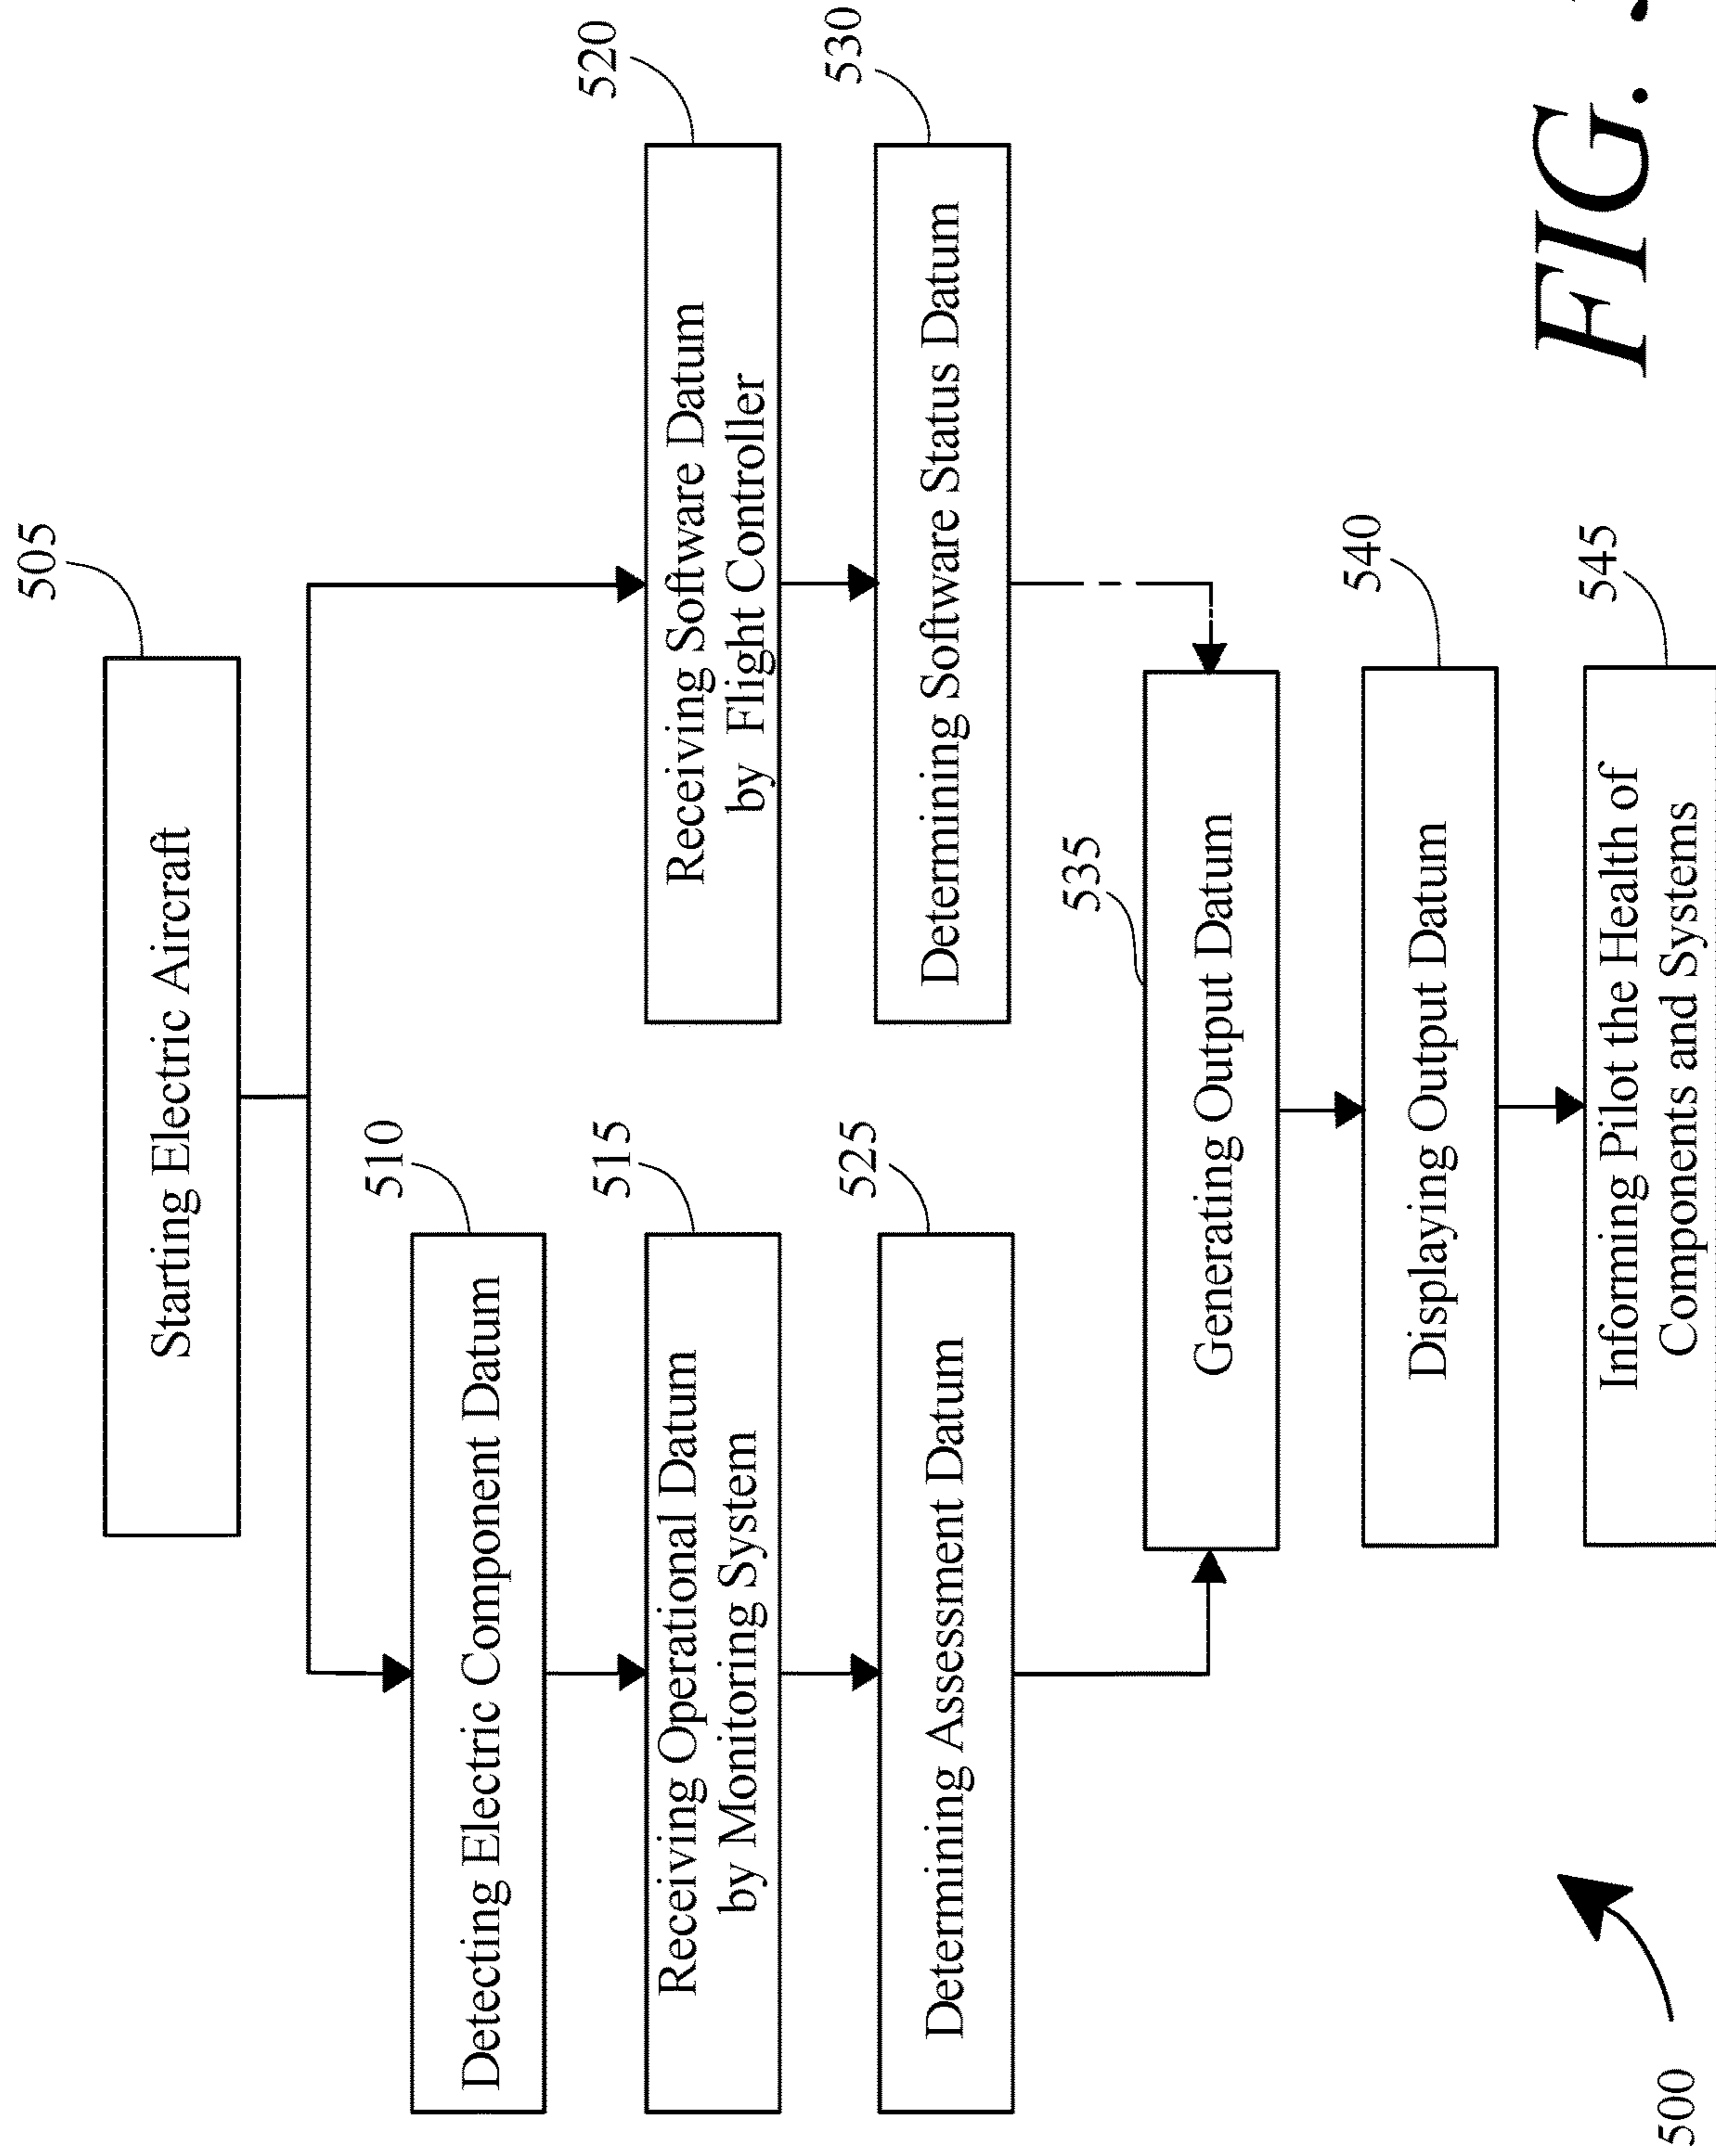 505
Starting Electric Aircraft
510
Detecting Electric Component Datum
515
Receiving Operational Datum
by Monitoring System
520
Receiving Software Datum
by Flight Controller
525
Determining Assessment Datum
530
Determining Software Status Datum
535
Generating Output Datum
540
Displaying Output Datum
545
Informing Pilot the Health of
Components and Systems
500
FIG.